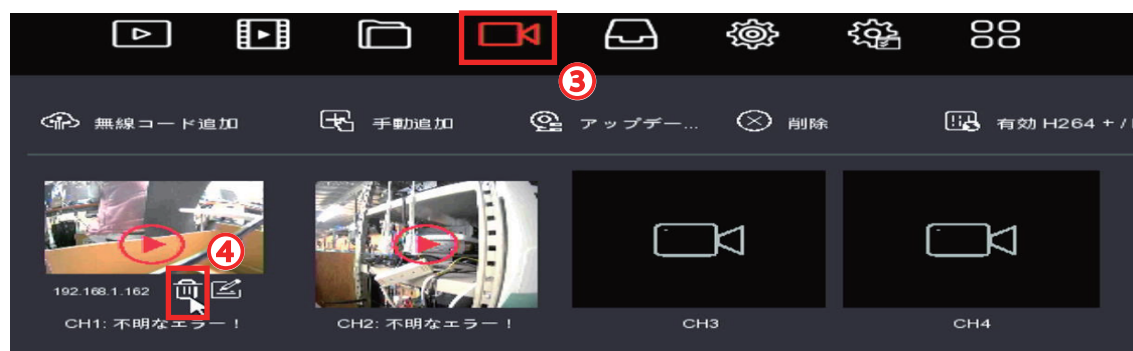 ③
無線コード追加 手動追加 アップデー... 削除 有効 H264 + /
④
192.168.1.162
CH1: 不明なエラー！ CH2: 不明なエラー！ CH3 CH4